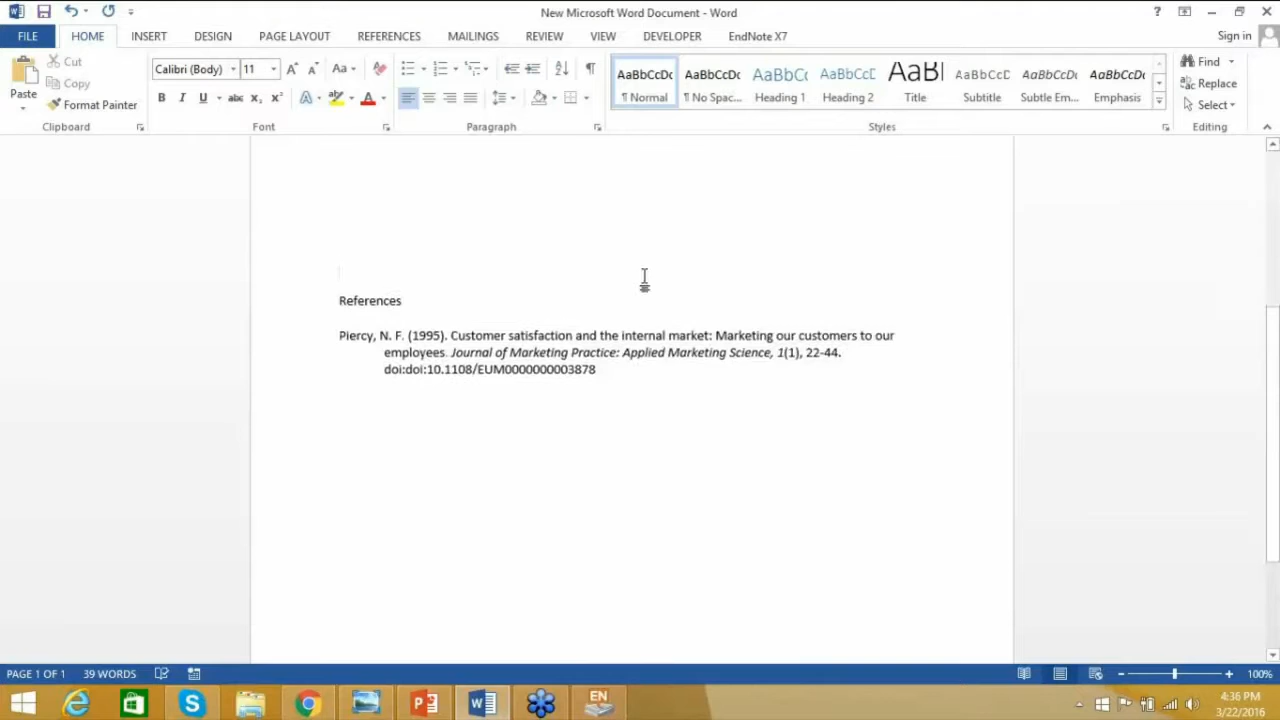 New Microsoft Word Document - Word
?
FILE HOME INSERT DESIGN PAGE LAYOUT REFERENCES MAILINGS REVIEW VIEW DEVELOPER EndNote X7 Sign in
Paste
Cut
Copy
Format Painter
Calibri (Body) 11
AaBbCcDc AaBbCcDc AaBbCc AaBbCcD AaBl AaBbCcD AaBbCcDc AaBbCcDc
¶ Normal ¶ No Spac... Heading 1 Heading 2 Title Subtitle Subtle Em... Emphasis
Find
Replace
Select
Clipboard Font Paragraph Styles Editing
References
Piercy, N. F. (1995). Customer satisfaction and the internal market: Marketing our customers to our
employees. Journal of Marketing Practice: Applied Marketing Science, 1(1), 22-44.
doi:doi:10.1108/EUM0000000003878
PAGE 1 OF 1 39 WORDS 100%
EN
4:36 PM
3/22/2016